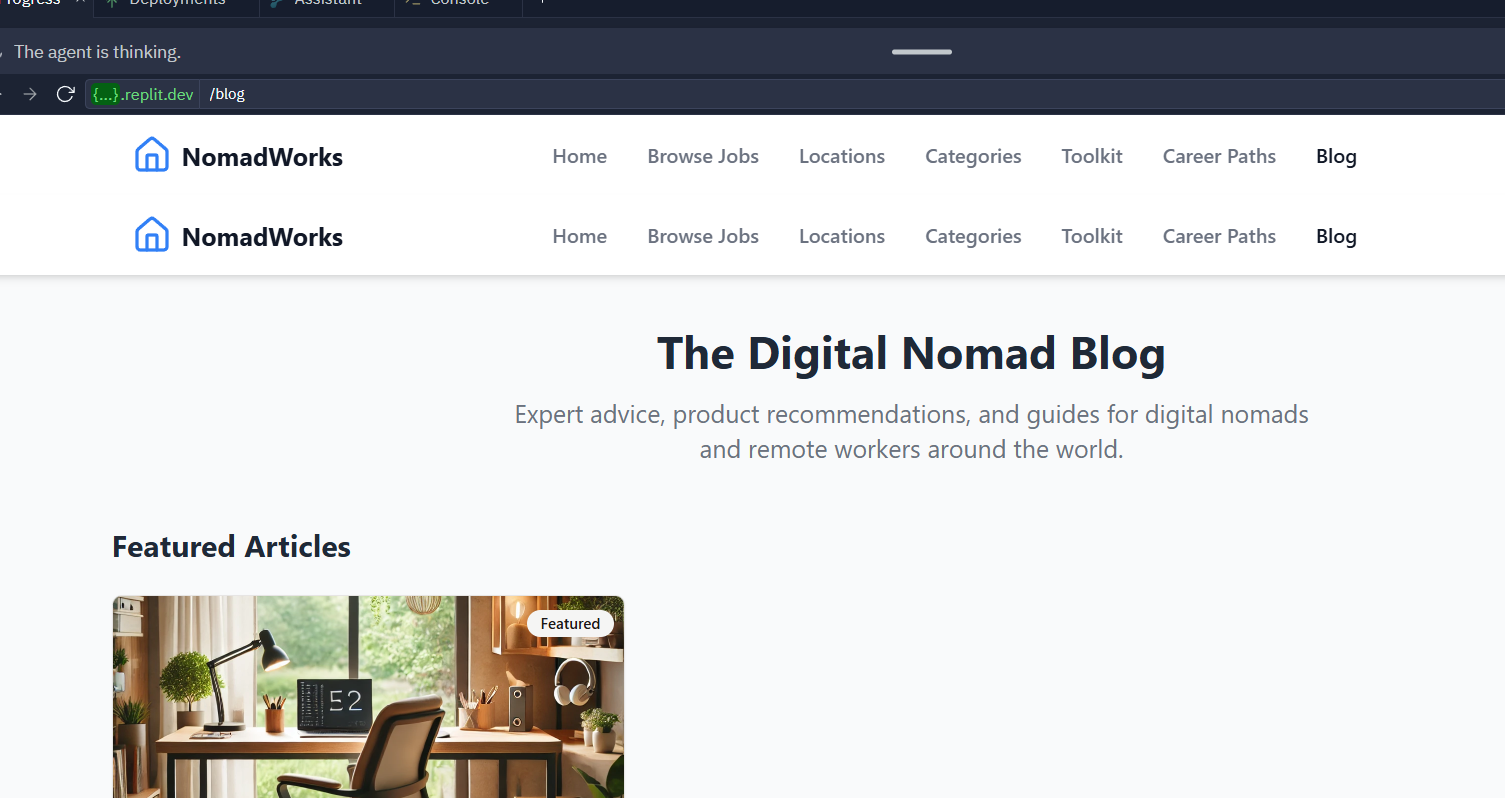 Deployments
Assistant
Console
The agent is thinking.
{...}.replit.dev /blog
NomadWorks Home Browse Jobs Locations Categories Toolkit Career Paths Blog
NomadWorks Home Browse Jobs Locations Categories Toolkit Career Paths Blog
The Digital Nomad Blog
Expert advice, product recommendations, and guides for digital nomads
and remote workers around the world.
Featured Articles
Featured
52